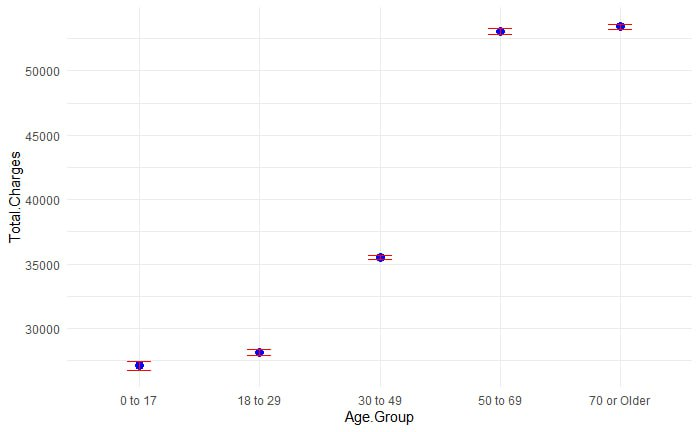 Total.Charges
50000
45000
40000
35000
30000
0 to 17
18 to 29
30 to 49
50 to 69
70 or Older
Age.Group